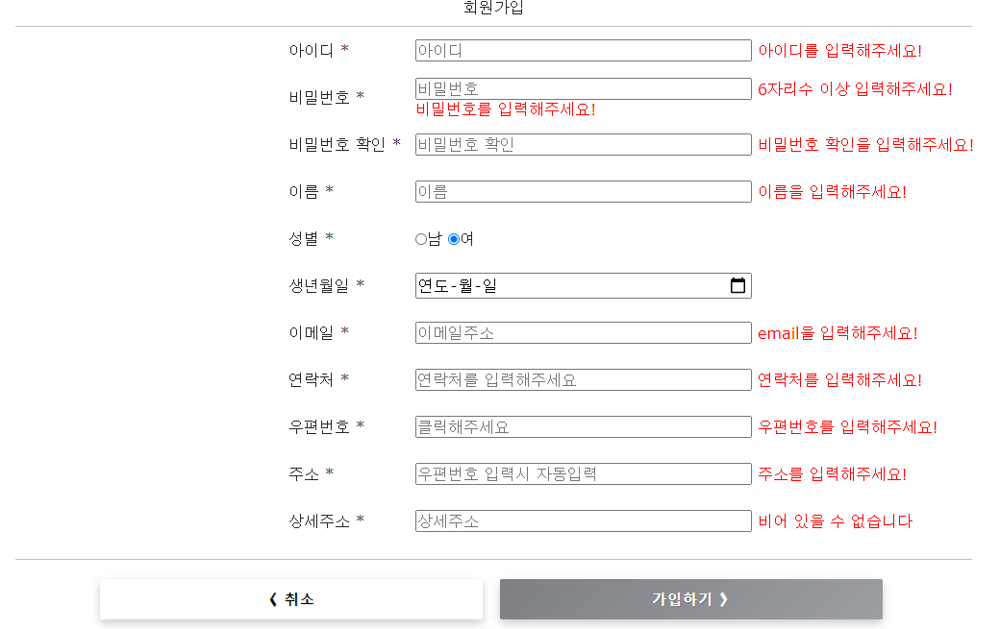 회원가입
아이디 * 아이디 아이디를 입력해주세요!
비밀번호 * 비밀번호 6자리수 이상 입력해주세요!
비밀번호를 입력해주세요!
비밀번호 확인 * 비밀번호 확인 비밀번호 확인을 입력해주세요!
이름 * 이름 이름을 입력해주세요!
성별 * 남 여
생년월일 * 연도-월-일
이메일 * 이메일주소 email을 입력해주세요!
연락처 * 연락처를 입력해주세요 연락처를 입력해주세요!
우편번호 * 클릭해주세요 우편번호를 입력해주세요!
주소 * 우편번호 입력시 자동입력 주소를 입력해주세요!
상세주소 * 상세주소 비어 있을 수 없습니다
❰ 취소 가입하기 ❱